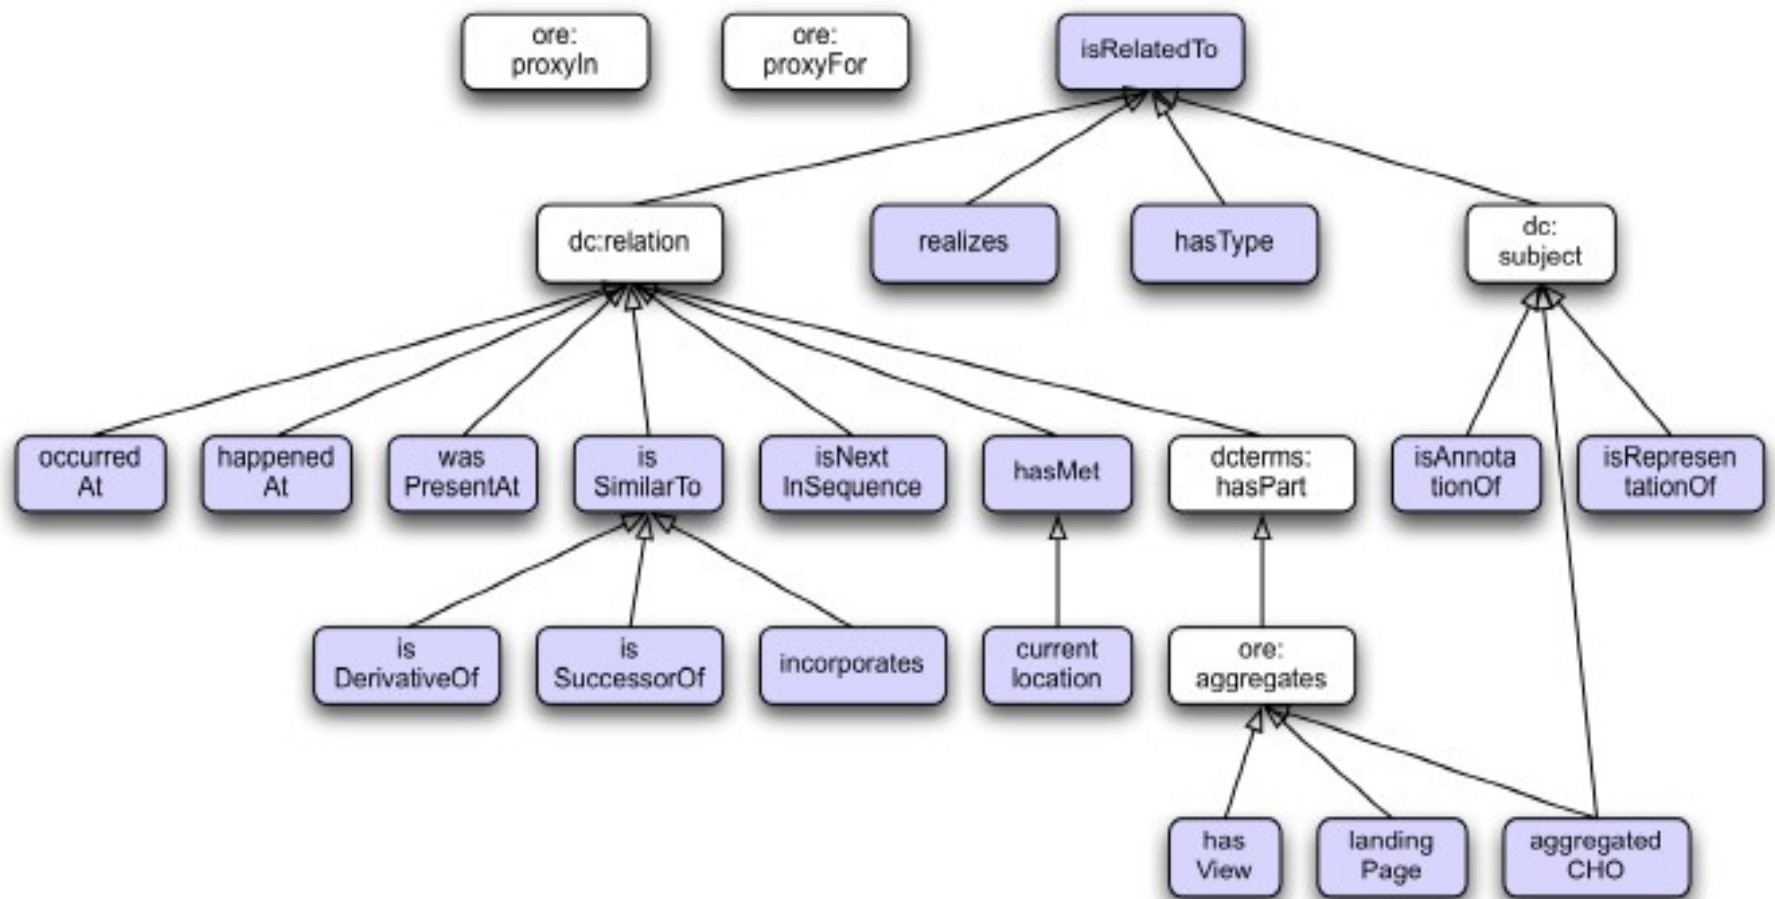 ore:
proxyIn
ore:
proxyFor
isRelatedTo
dc:relation
realizes
hasType
dc:
subject
occurred
At
happened
At
was
PresentAt
is
SimilarTo
isNext
InSequence
hasMet
dcterms:
hasPart
isAnnota
tionOf
isRepresen
tationOf
is
DerivativeOf
is
SuccessorOf
incorporates
current
location
ore:
aggregates
has
View
landing
Page
aggregated
CHO